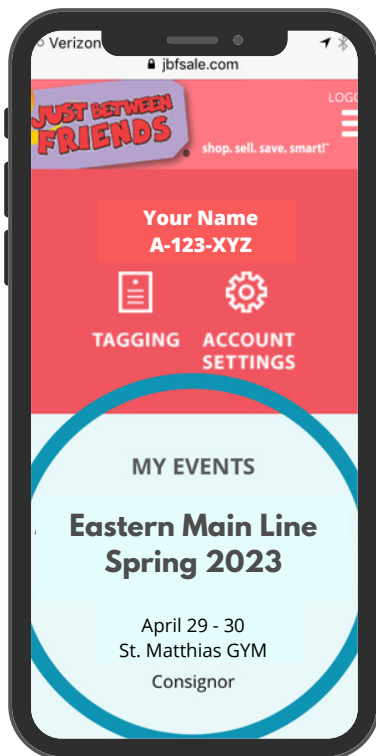 Verizon
jbfsale.com
LOGO
JUST BETWEEN
FRIENDS
shop. sell. save. smart!™
Your Name
A-123-XYZ
TAGGING
ACCOUNT
SETTINGS
MY EVENTS
Eastern Main Line
Spring 2023
April 29 - 30
St. Matthias GYM
Consignor